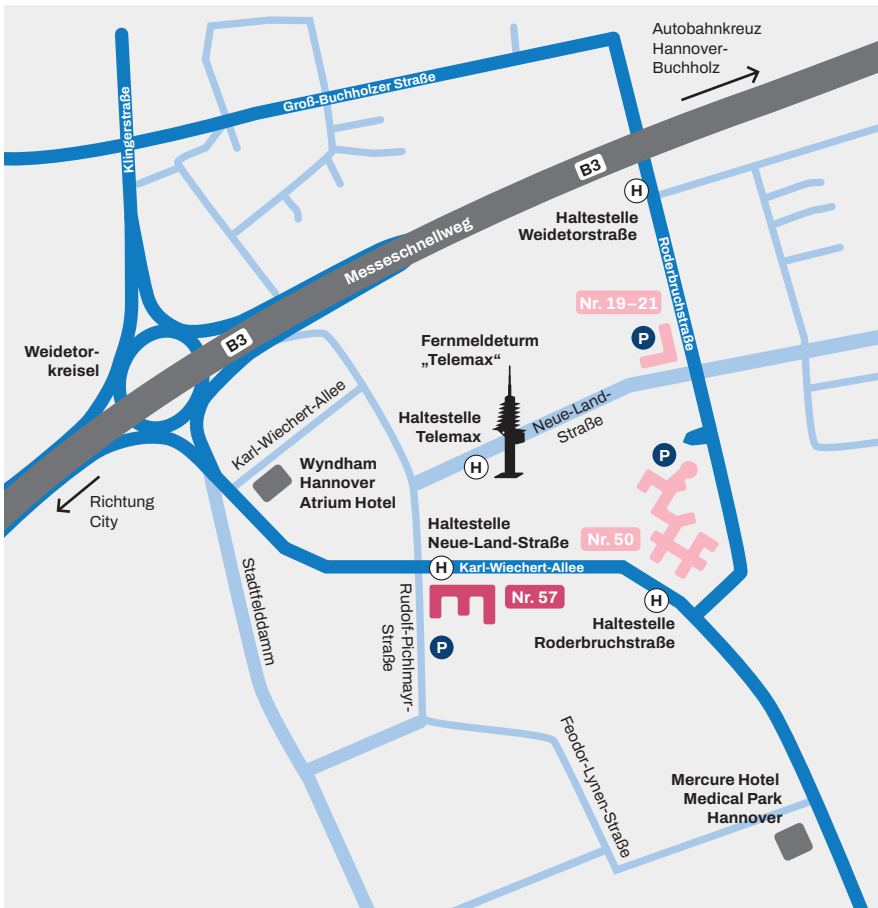 Autobahnkreuz
Hannover-
Buchholz
Klingerstraße
Groß-Buchholzer Straße
B3
H
Haltestelle
Weidetorstraße
Messeschnellweg
Roderbruchstraße
Nr. 19–21
P
Weidetor-
kreisel
B3
Fernmeldeturm
„Telemax“
Karl-Wiechert-Allee
Haltestelle
Telemax
H
Neue-Land-
Straße
P
Wyndham
Hannover
Atrium Hotel
Richtung
City
Haltestelle
Neue-Land-Straße
Nr. 50
H
Karl-Wiechert-Allee
Stadtfelddamm
Rudolf-Pichlmayr-
Straße
Nr. 57
H
Haltestelle
Roderbruchstraße
P
Feodor-Lynen-Straße
Mercure Hotel
Medical Park
Hannover